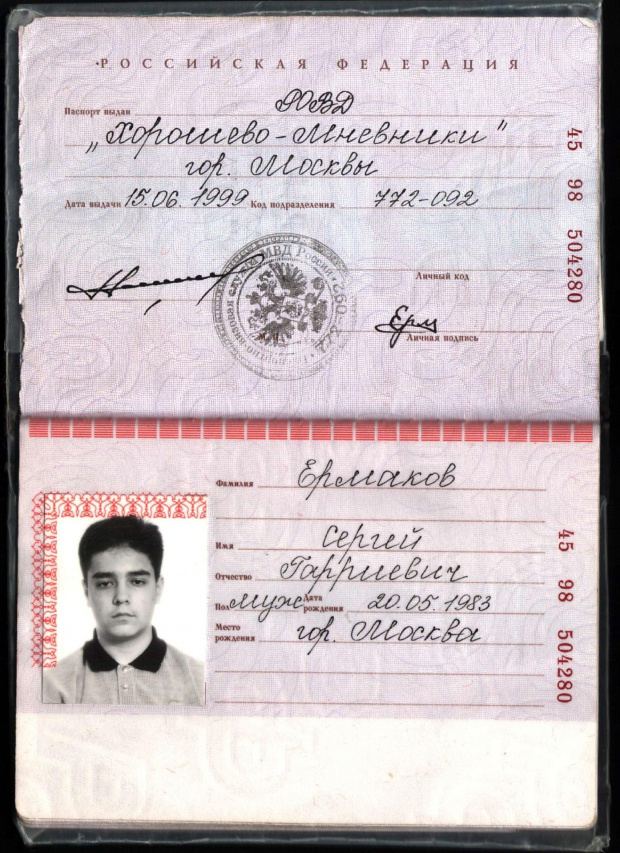 РОССИЙСКАЯ ФЕДЕРАЦИЯ
Паспорт выдан РОВД
„Хорошево-Мневники"
гор. Москвы
Дата выдачи 15.06.1999 Код подразделения 772-092
Личный код
Ерм
Личная подпись
45 98 504280
Фамилия Ермаков
Имя Сергей
Отчество Гарриевич
Пол муж Дата рождения 20.05.1983
Место рождения гор. Москва
45 98 504280